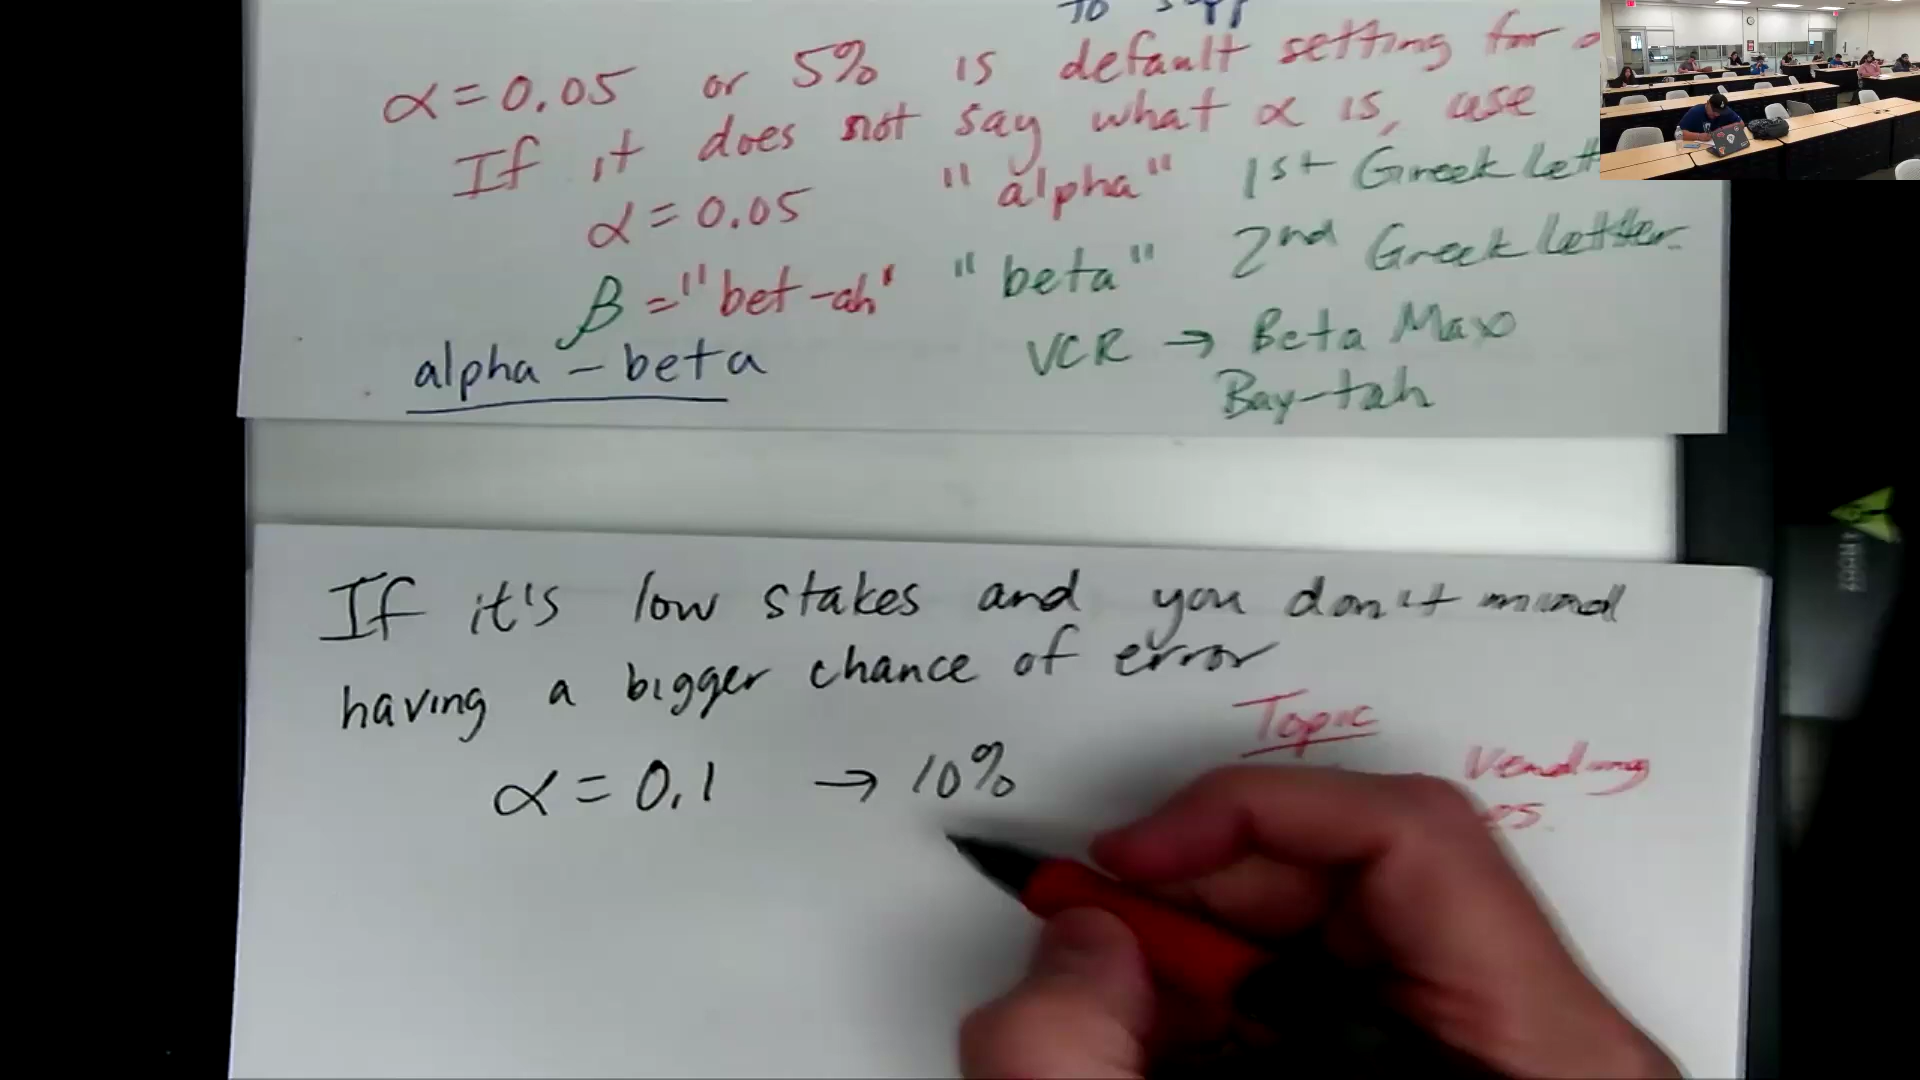 to supp
α = 0.05 or 5% is default setting for
If it does not say what α is, use
α = 0.05 "alpha" 1st Greek Lett
β = "bet-ah' "beta" 2nd Greek Letter.
alpha - beta VCR → Beta Max
Bay-tah
If it's low stakes and you don't mind
having a bigger chance of error
Topic
α = 0.1 → 10% Vending